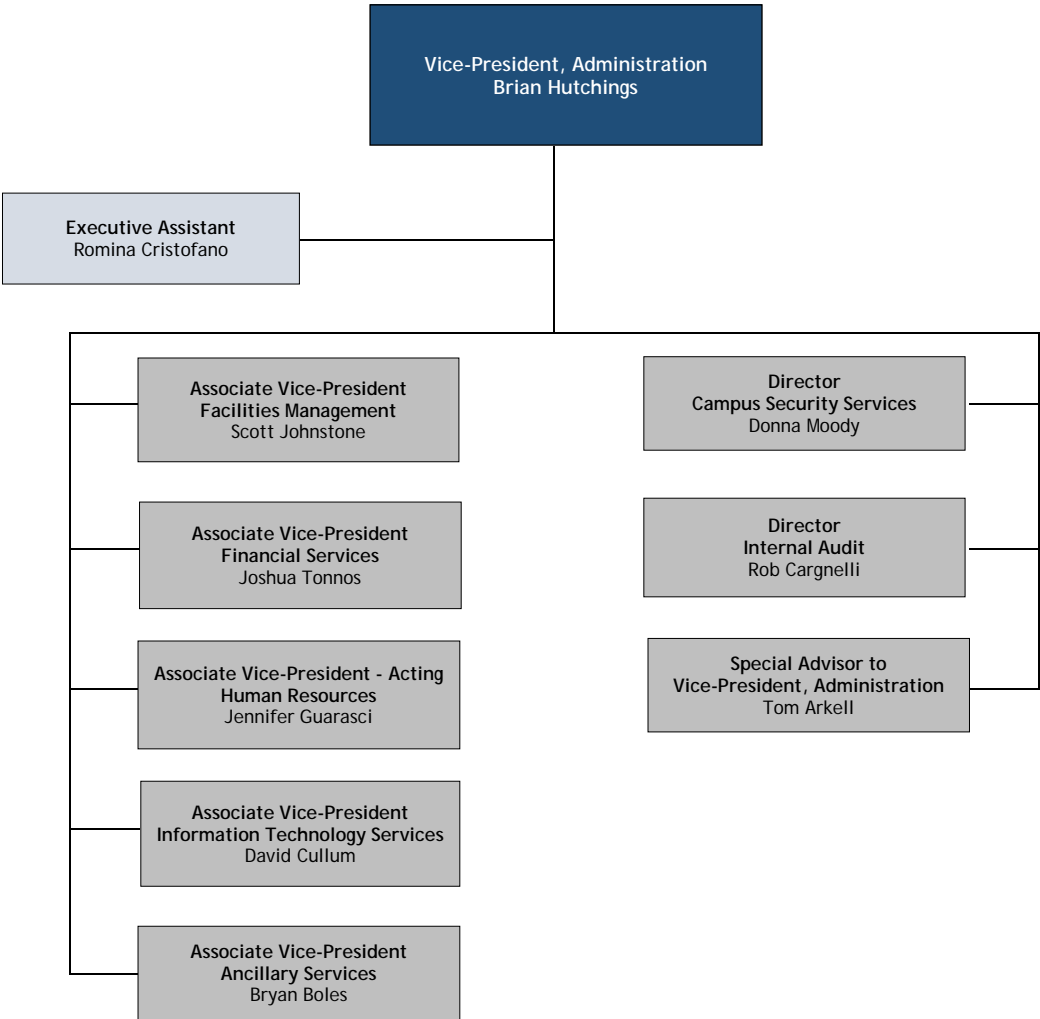 Vice-President, Administration
Brian Hutchings
Executive Assistant
Romina Cristofano
Associate Vice-President
Facilities Management
Scott Johnstone
Associate Vice-President
Financial Services
Joshua Tonnos
Associate Vice-President - Acting
Human Resources
Jennifer Guarasci
Associate Vice-President
Information Technology Services
David Cullum
Associate Vice-President
Ancillary Services
Bryan Boles
Director
Campus Security Services
Donna Moody
Director
Internal Audit
Rob Cargnelli
Special Advisor to
Vice-President, Administration
Tom Arkell